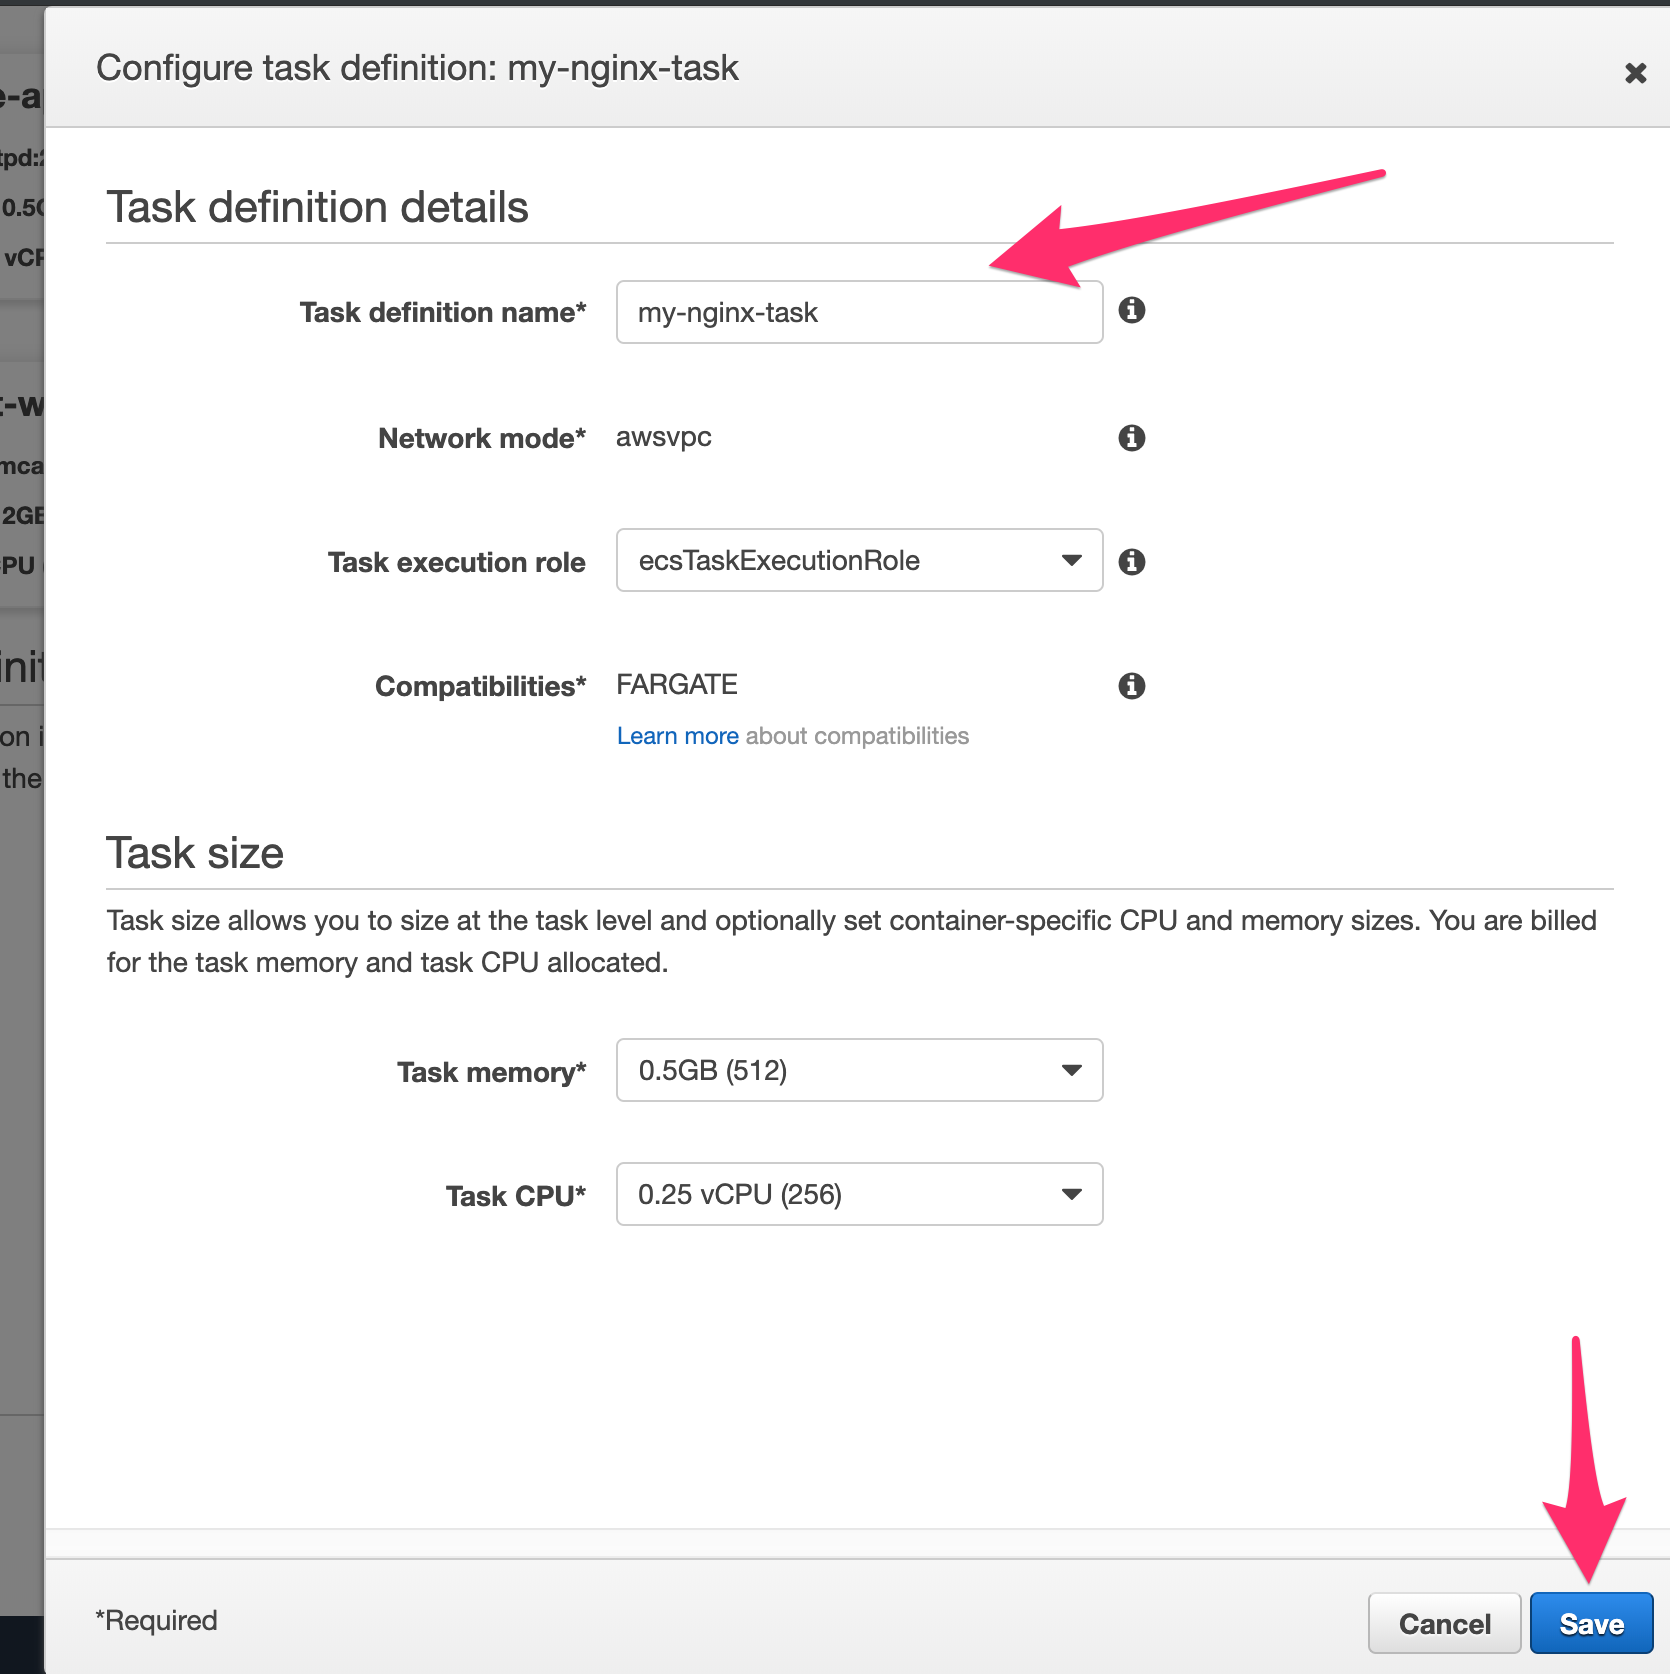 Configure task definition: my-nginx-task
Task definition details
Task definition name* my-nginx-task
Network mode* awsvpc
Task execution role ecsTaskExecutionRole
Compatibilities* FARGATE
Learn more about compatibilities
Task size
Task size allows you to size at the task level and optionally set container-specific CPU and memory sizes. You are billed
for the task memory and task CPU allocated.
Task memory* 0.5GB (512)
Task CPU* 0.25 vCPU (256)
*Required
Cancel
Save
the